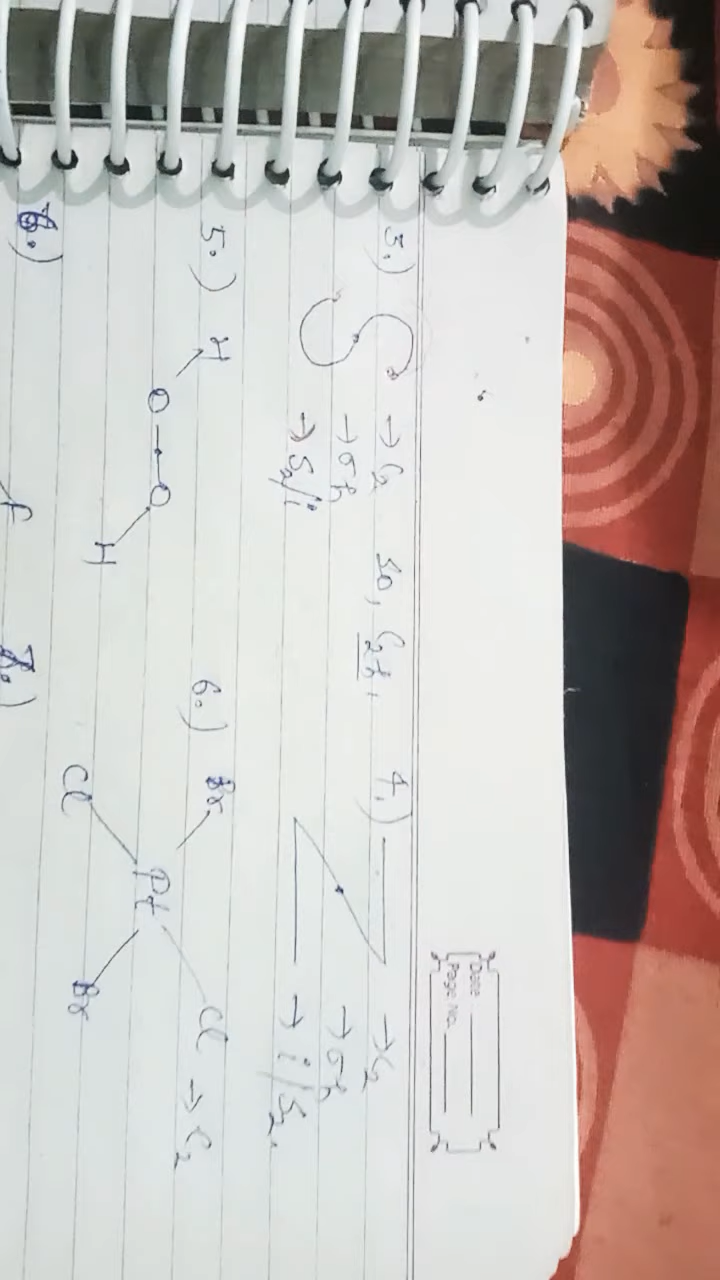 Date
Page No.
3.) S → C₂ so, C₂h, 4.) Z → C₂
→ σh → σh
→ S₂/i → i/S₂,
5.) H 6.) Br Cl → C₂
O—O Pt
H Cl Br
6.) f 7.)